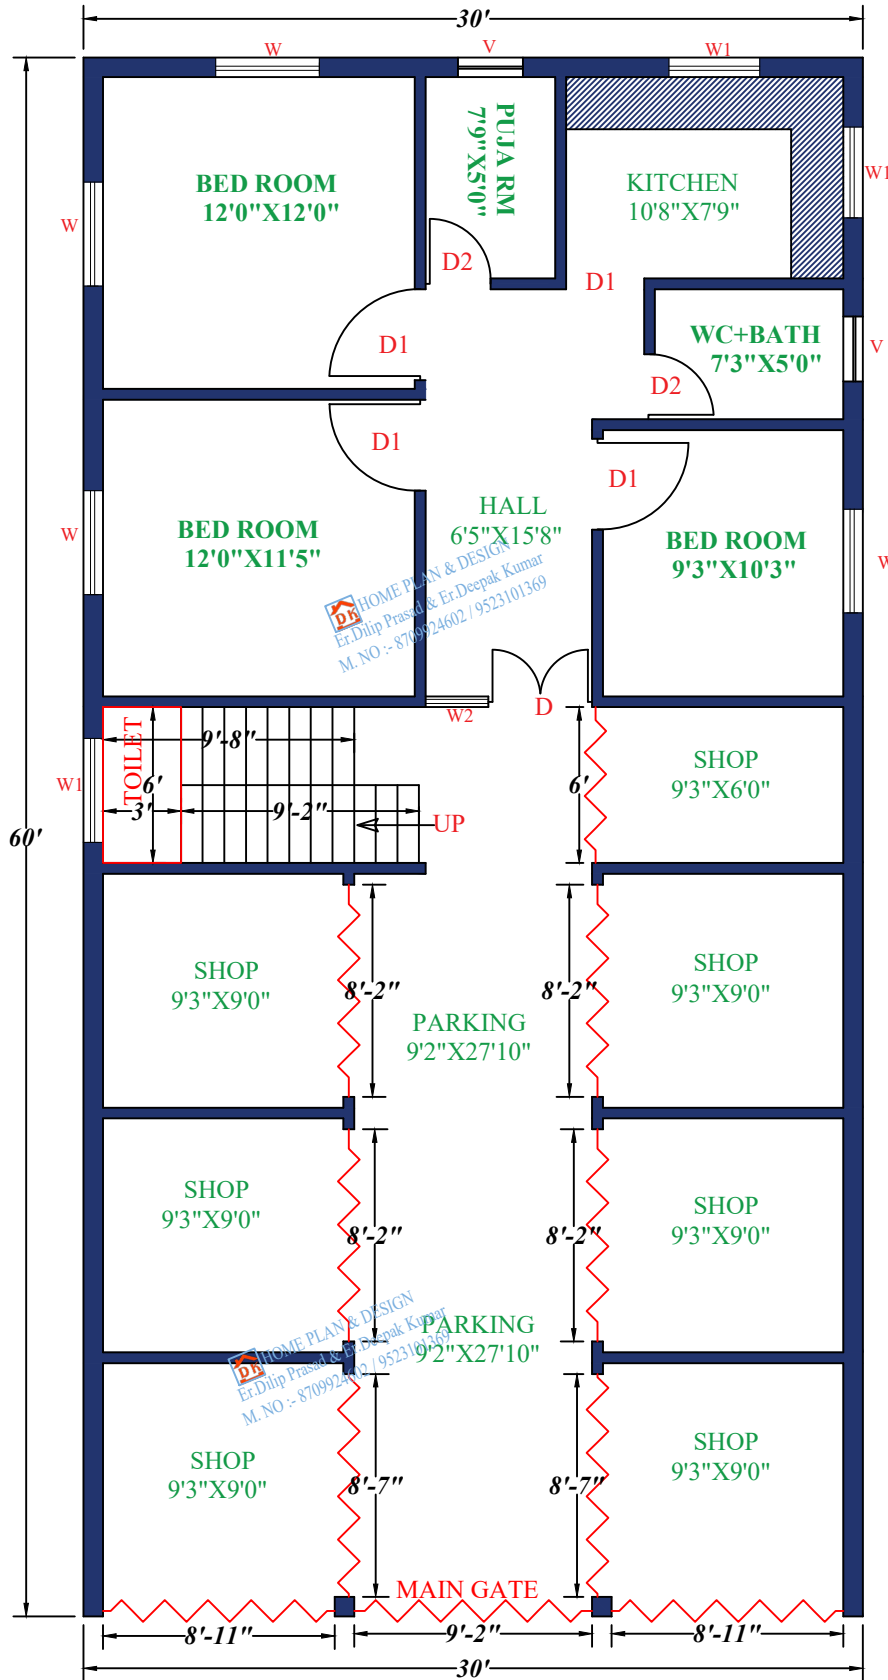 30'
W
V
W1
PUJA RM
7'9"X5'0"
BED ROOM
12'0"X12'0"
KITCHEN
10'8"X7'9"
W1
W
D2
D1
D1
WC+BATH
7'3"X5'0"
V
D2
D1
D1
HALL
6'5"X15'8"
W
BED ROOM
12'0"X11'5"
BED ROOM
9'3"X10'3"
W
DK
HOME PLAN & DESIGN
Er.Dilip Prasad & Er.Deepak Kumar
M. NO :- 8709924602 / 9523101369
W2
D
TOILET
9'-8"
W1
6'
3'
9'-2"
UP
6'
SHOP
9'3"X6'0"
60'
SHOP
9'3"X9'0"
8'-2"
8'-2"
SHOP
9'3"X9'0"
PARKING
9'2"X27'10"
SHOP
9'3"X9'0"
8'-2"
8'-2"
SHOP
9'3"X9'0"
PARKING
9'2"X27'10"
DK
HOME PLAN & DESIGN
Er.Dilip Prasad & Er.Deepak Kumar
M. NO :- 8709924602 / 9523101369
SHOP
9'3"X9'0"
8'-7"
8'-7"
SHOP
9'3"X9'0"
MAIN GATE
8'-11"
9'-2"
8'-11"
30'